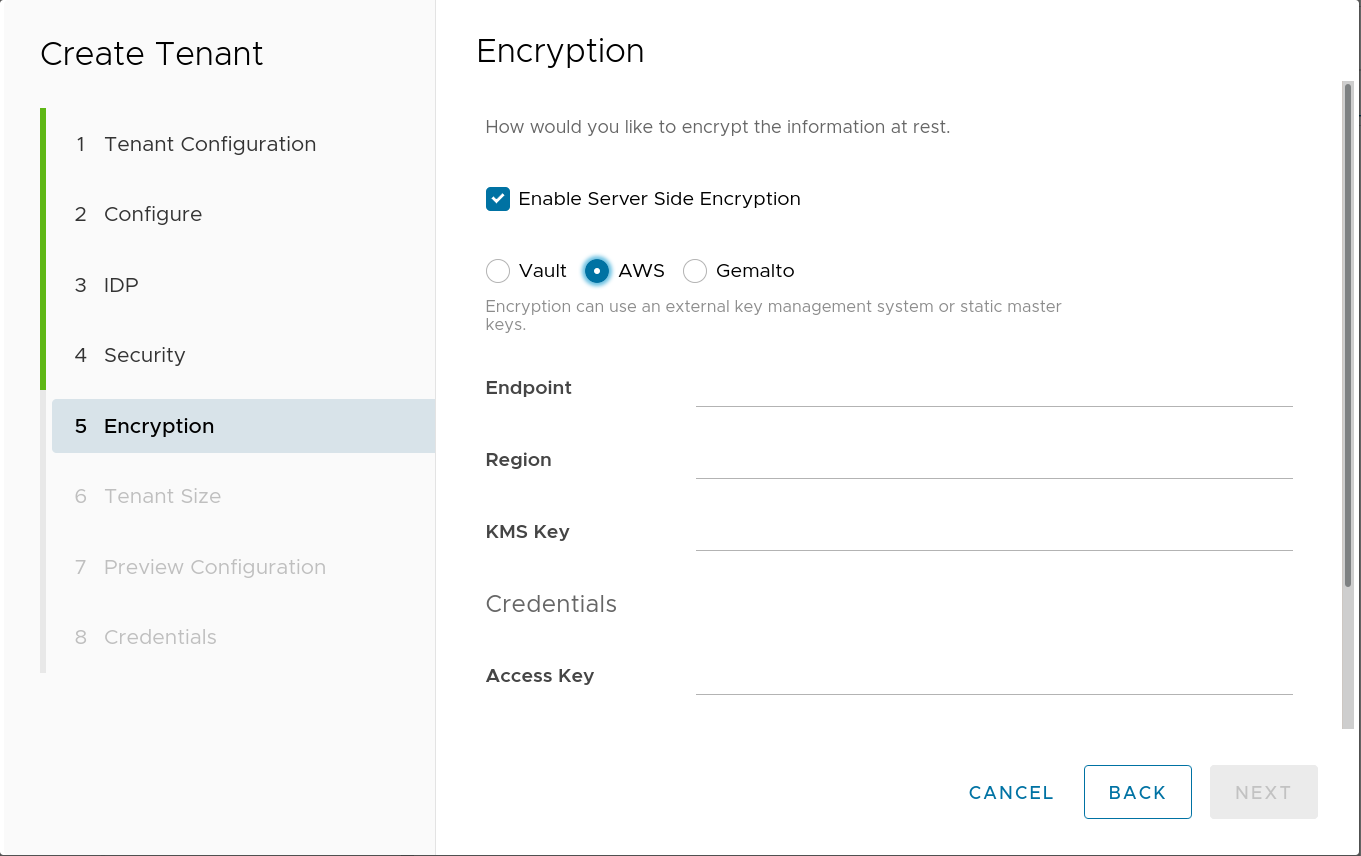 Create Tenant
1 Tenant Configuration
2 Configure
3 IDP
4 Security
5 Encryption
6 Tenant Size
7 Preview Configuration
8 Credentials
Encryption
How would you like to encrypt the information at rest.
Enable Server Side Encryption
Vault AWS Gemalto
Encryption can use an external key management system or static master
keys.
Endpoint
Region
KMS Key
Credentials
Access Key
CANCEL BACK NEXT